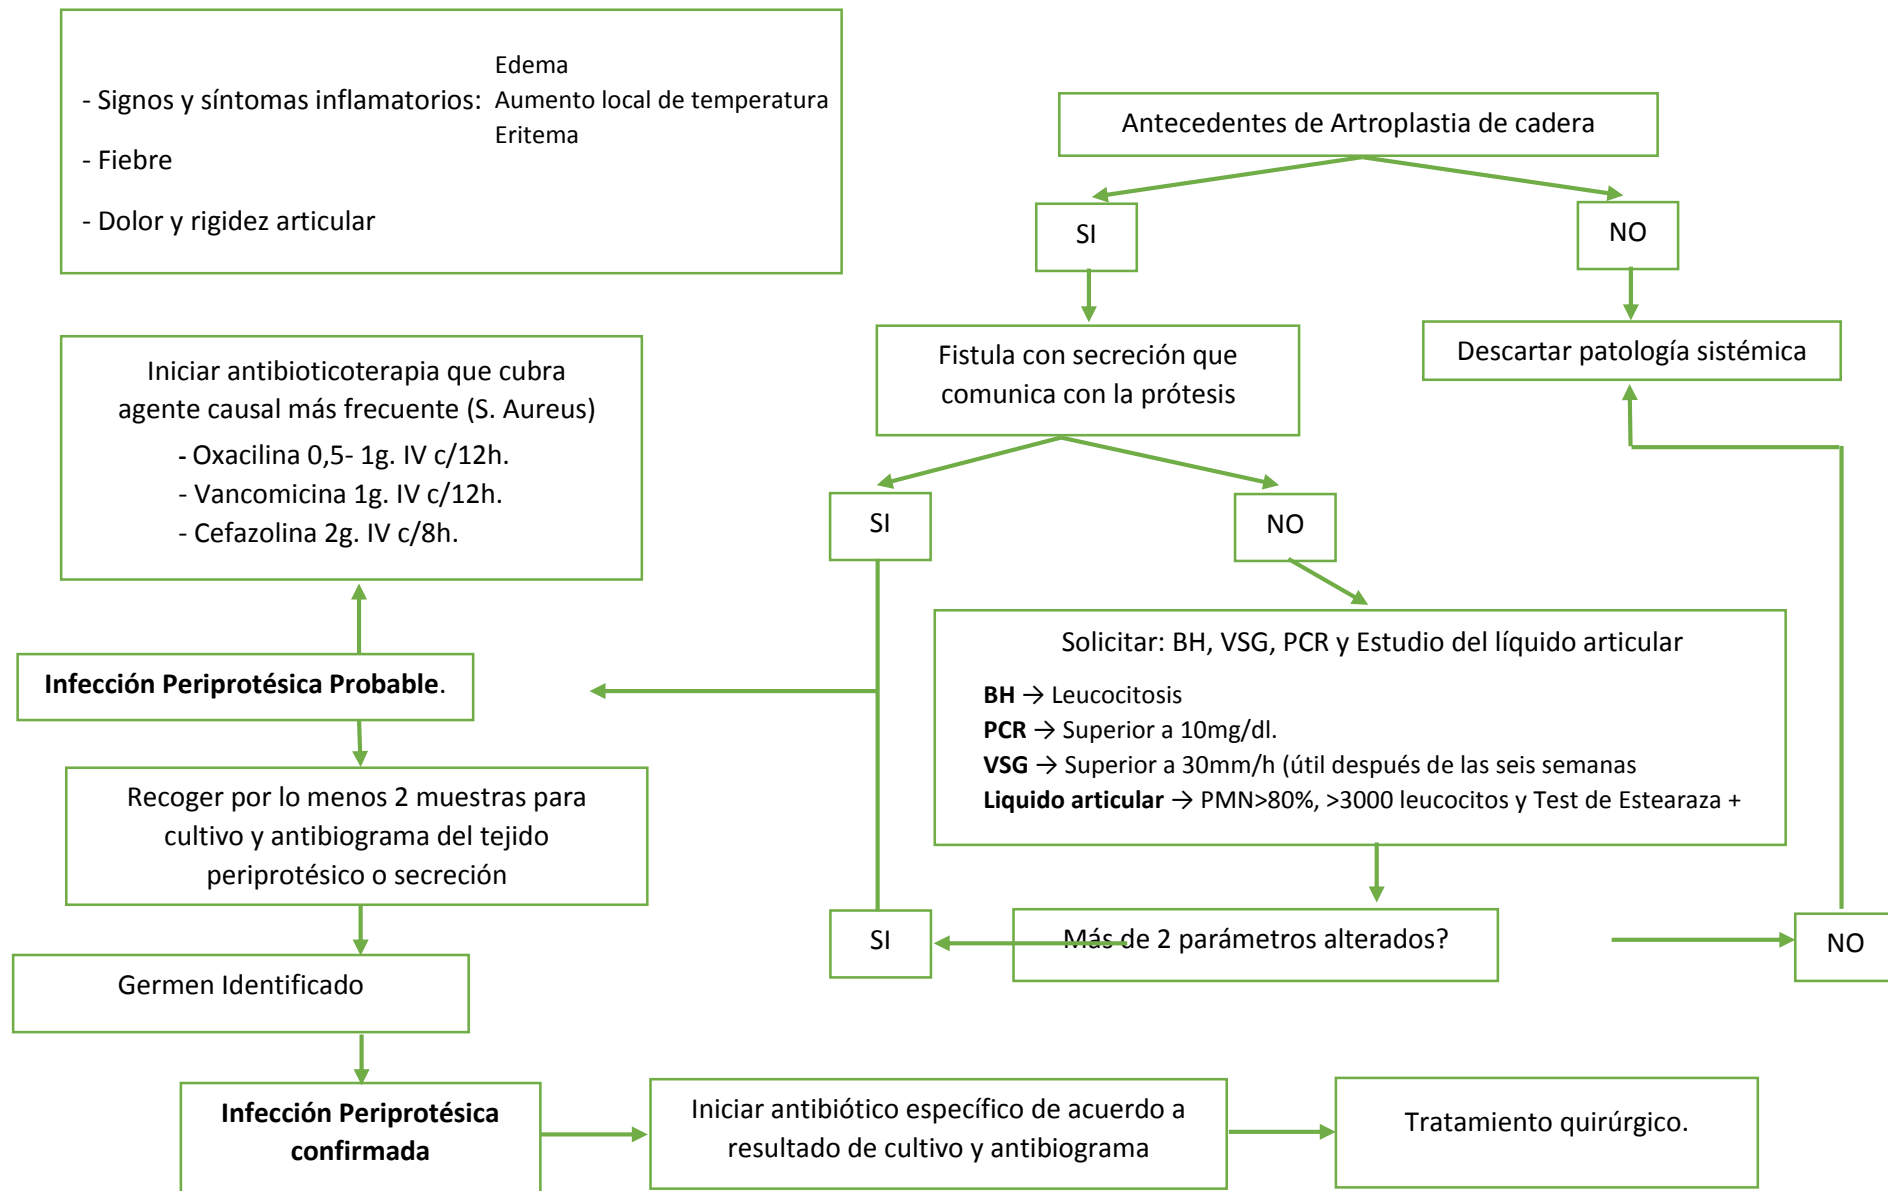 - Signos y síntomas inflamatorios:
Edema
Aumento local de temperatura
Eritema
- Fiebre
- Dolor y rigidez articular
Antecedentes de Artroplastia de cadera
SI
NO
Fistula con secreción que
comunica con la prótesis
Descartar patología sistémica
Iniciar antibioticoterapia que cubra
agente causal más frecuente (S. Aureus)
- Oxacilina 0,5- 1g. IV c/12h.
- Vancomicina 1g. IV c/12h.
- Cefazolina 2g. IV c/8h.
SI
NO
Solicitar: BH, VSG, PCR y Estudio del líquido articular
BH → Leucocitosis
PCR → Superior a 10mg/dl.
VSG → Superior a 30mm/h (útil después de las seis semanas
Liquido articular → PMN>80%, >3000 leucocitos y Test de Estearaza +
Infección Periprotésica Probable.
Recoger por lo menos 2 muestras para
cultivo y antibiograma del tejido
periprotésico o secreción
SI
Más de 2 parámetros alterados?
NO
Germen Identificado
Infección Periprotésica
confirmada
Iniciar antibiótico específico de acuerdo a
resultado de cultivo y antibiograma
Tratamiento quirúrgico.